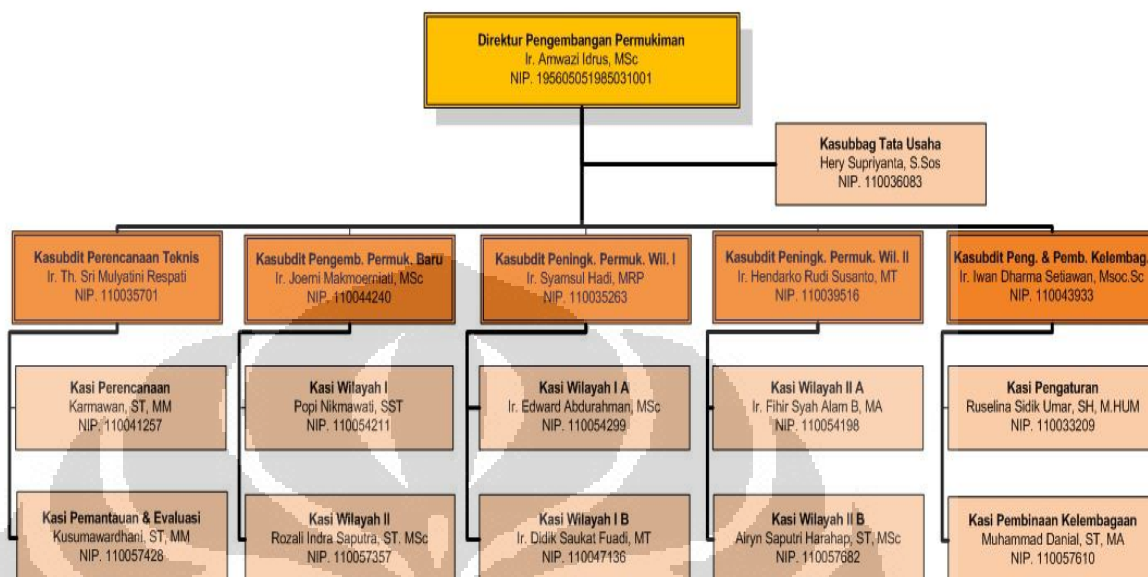 Direktur Pengembangan Permukiman
Ir. Amwazi Idrus, MSc
NIP. 195605051985031001
Kasubbag Tata Usaha
Hery Supriyanta, S.Sos
NIP. 110036083
Kasubdit Perencanaan Teknis
Ir. Th. Sri Mulyatini Respati
NIP. 110035701
Kasubdit Pengemb. Permuk. Baru
Ir. Joerni Makmoerniati, MSc
NIP. 110044240
Kasubdit Peningk. Permuk. Wil. I
Ir. Syamsul Hadi, MRP
NIP. 110035263
Kasubdit Peningk. Permuk. Wil. II
Ir. Hendarko Rudi Susanto, MT
NIP. 110039516
Kasubdit Peng. & Pemb. Kelembag.
Ir. Iwan Dharma Setiawan, Msoc.Sc
NIP. 110043933
Kasi Perencanaan
Karmawan, ST, MM
NIP. 110041257
Kasi Wilayah I
Popi Nikmawati, SST
NIP. 110054211
Kasi Wilayah I A
Ir. Edward Abdurahman, MSc
NIP. 110054299
Kasi Wilayah II A
Ir. Fihir Syah Alam B, MA
NIP. 110054198
Kasi Pengaturan
Ruselina Sidik Umar, SH, M.HUM
NIP. 110033209
Kasi Pemantauan & Evaluasi
Kusumawardhani, ST, MM
NIP. 110057428
Kasi Wilayah II
Rozali Indra Saputra, ST. MSc
NIP. 110057357
Kasi Wilayah I B
Ir. Didik Saukat Fuadi, MT
NIP. 110047136
Kasi Wilayah II B
Airyn Saputri Harahap, ST, MSc
NIP. 110057682
Kasi Pembinaan Kelembagaan
Muhammad Danial, ST, MA
NIP. 110057610